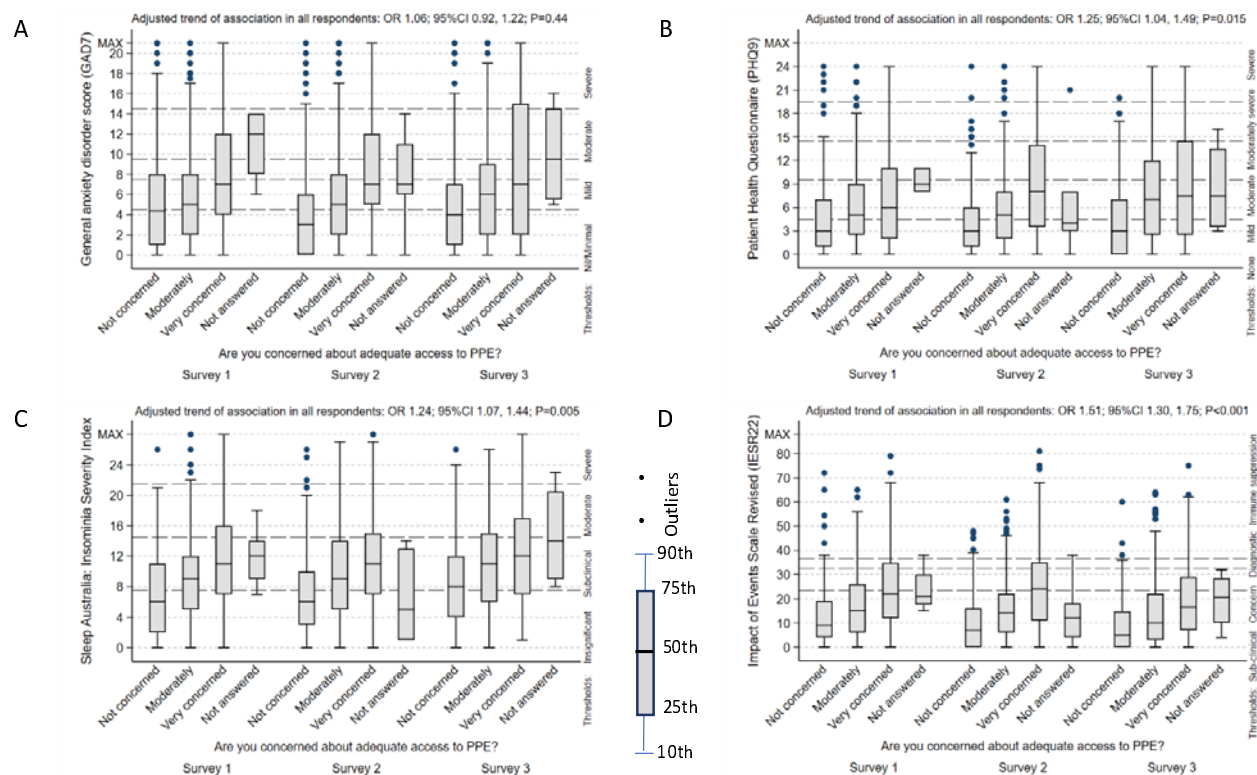 A
Adjusted trend of association in all respondents: OR 1.06; 95%CI 0.92, 1.22; P=0.44
General anxiety disorder score (GAD7)
MAX
20
18
16
14
12
10
8
6
4
2
0
Severe
Moderate
Mild
Nil/Minimal
Thresholds:
Not concerned
Moderately
Very concerned
Not answered
Not concerned
Moderately
Very concerned
Not answered
Not concerned
Moderately
Very concerned
Not answered
Are you concerned about adequate access to PPE?
Survey 1 Survey 2 Survey 3
B
Adjusted trend of association in all respondents: OR 1.25; 95%CI 1.04, 1.49; P=0.015
Patient Health Questionnaire (PHQ9)
MAX
24
21
18
15
12
9
6
3
0
Severe
Moderately severe
Moderate
Mild
None
Thresholds:
Not concerned
Moderately
Very concerned
Not answered
Not concerned
Moderately
Very concerned
Not answered
Not concerned
Moderately
Very concerned
Not answered
Are you concerned about adequate access to PPE?
Survey 1 Survey 2 Survey 3
C
Adjusted trend of association in all respondents: OR 1.24; 95%CI 1.07, 1.44; P=0.005
Sleep Australia: Insominia Severity Index
MAX
24
20
16
12
8
4
0
Severe
Moderate
Subclinical
Insignificant
Thresholds:
Not concerned
Moderately
Very concerned
Not answered
Not concerned
Moderately
Very concerned
Not answered
Not concerned
Moderately
Very concerned
Not answered
Are you concerned about adequate access to PPE?
Survey 1 Survey 2 Survey 3
• Outliers
•
90th
75th
50th
25th
10th
D
Adjusted trend of association in all respondents: OR 1.51; 95%CI 1.30, 1.75; P<0.001
Impact of Events Scale Revised (IESR22)
MAX
80
70
60
50
40
30
20
10
0
Immune suppression
Diagnostic
Concern
Subclinical
Thresholds:
Not concerned
Moderately
Very concerned
Not answered
Not concerned
Moderately
Very concerned
Not answered
Not concerned
Moderately
Very concerned
Not answered
Are you concerned about adequate access to PPE?
Survey 1 Survey 2 Survey 3